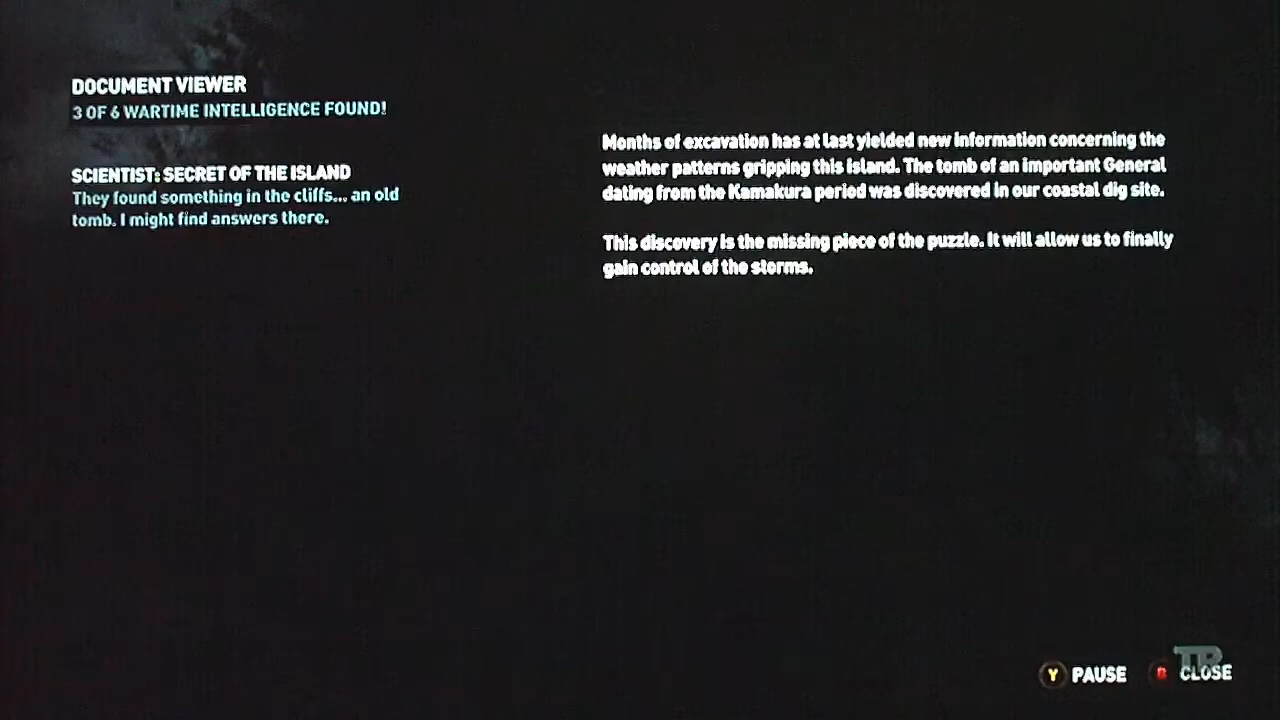 DOCUMENT VIEWER
3 OF 6 WARTIME INTELLIGENCE FOUND!
SCIENTIST: SECRET OF THE ISLAND
They found something in the cliffs... an old
tomb. I might find answers there.
Months of excavation has at last yielded new information concerning the
weather patterns gripping this island. The tomb of an important General
dating from the Kamakura period was discovered in our coastal dig site.
This discovery is the missing piece of the puzzle. It will allow us to finally
gain control of the storms.
TR
Y PAUSE B CLOSE